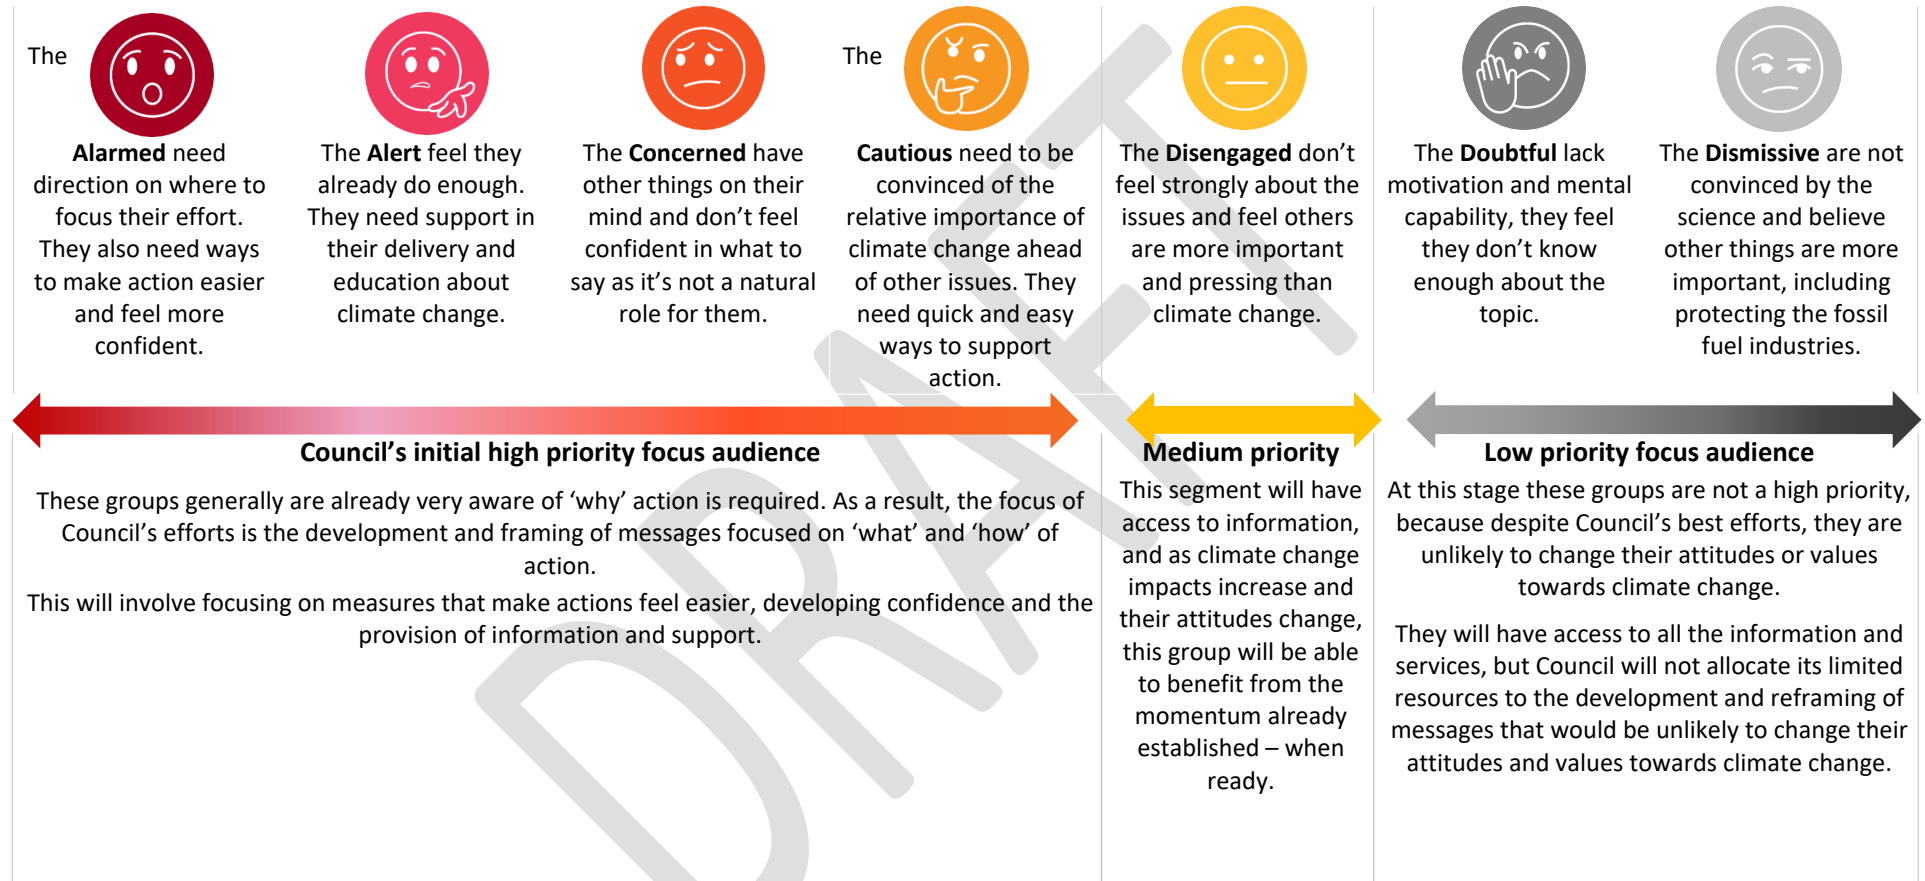 The
Alarmed need
direction on where to
focus their effort.
They also need ways
to make action easier
and feel more
confident.
The Alert feel they
already do enough.
They need support in
their delivery and
education about
climate change.
The Concerned have
other things on their
mind and don’t feel
confident in what to
say as it’s not a natural
role for them.
The
Cautious need to be
convinced of the
relative importance of
climate change ahead
of other issues. They
need quick and easy
ways to support
action.
The Disengaged don’t
feel strongly about the
issues and feel others
are more important
and pressing than
climate change.
The Doubtful lack
motivation and mental
capability, they feel
they don’t know
enough about the
topic.
The Dismissive are not
convinced by the
science and believe
other things are more
important, including
protecting the fossil
fuel industries.
Council’s initial high priority focus audience
These groups generally are already very aware of ‘why’ action is required. As a result, the focus of
Council’s efforts is the development and framing of messages focused on ‘what’ and ‘how’ of
action.
This will involve focusing on measures that make actions feel easier, developing confidence and the
provision of information and support.
Medium priority
This segment will have
access to information,
and as climate change
impacts increase and
their attitudes change,
this group will be able
to benefit from the
momentum already
established – when
ready.
Low priority focus audience
At this stage these groups are not a high priority,
because despite Council’s best efforts, they are
unlikely to change their attitudes or values
towards climate change.
They will have access to all the information and
services, but Council will not allocate its limited
resources to the development and reframing of
messages that would be unlikely to change their
attitudes and values towards climate change.
DRAFT